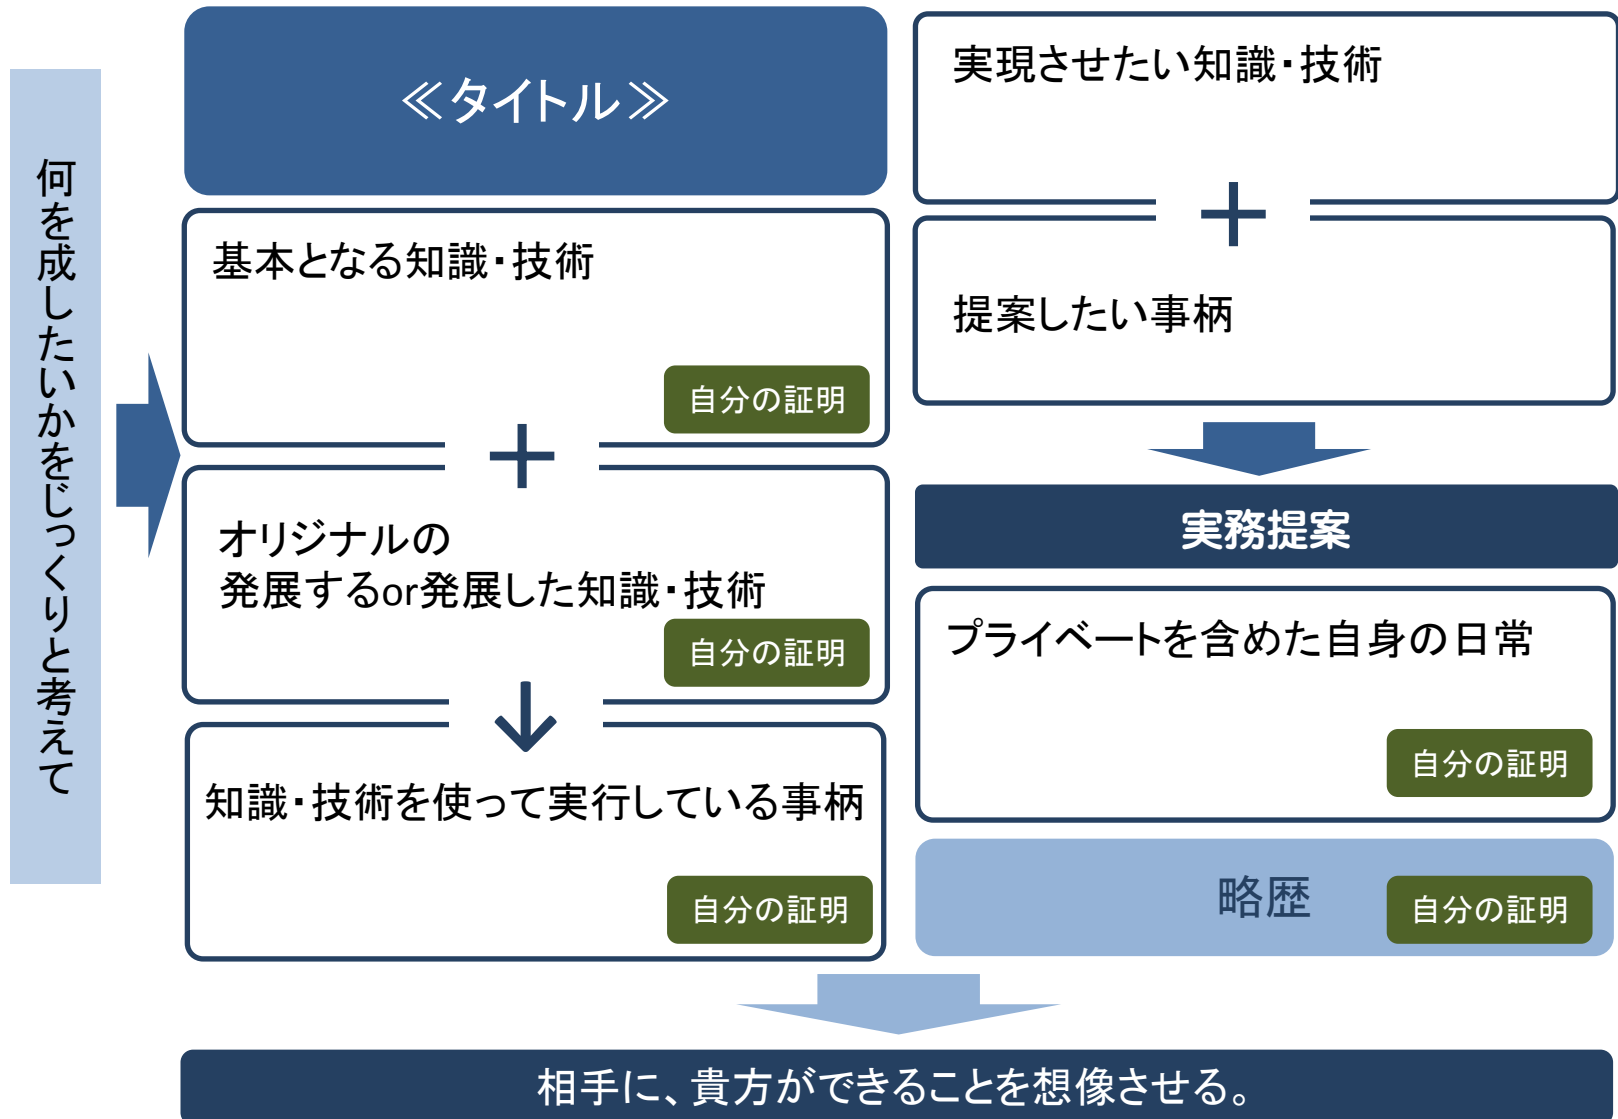 何を成したいかをじっくりと考えて
≪タイトル≫
基本となる知識・技術
自分の証明
＋
オリジナルの
発展するor発展した知識・技術
自分の証明
↓
知識・技術を使って実行している事柄
自分の証明
実現させたい知識・技術
＋
提案したい事柄
実務提案
プライベートを含めた自身の日常
自分の証明
略歴
自分の証明
相手に、貴方ができることを想像させる。